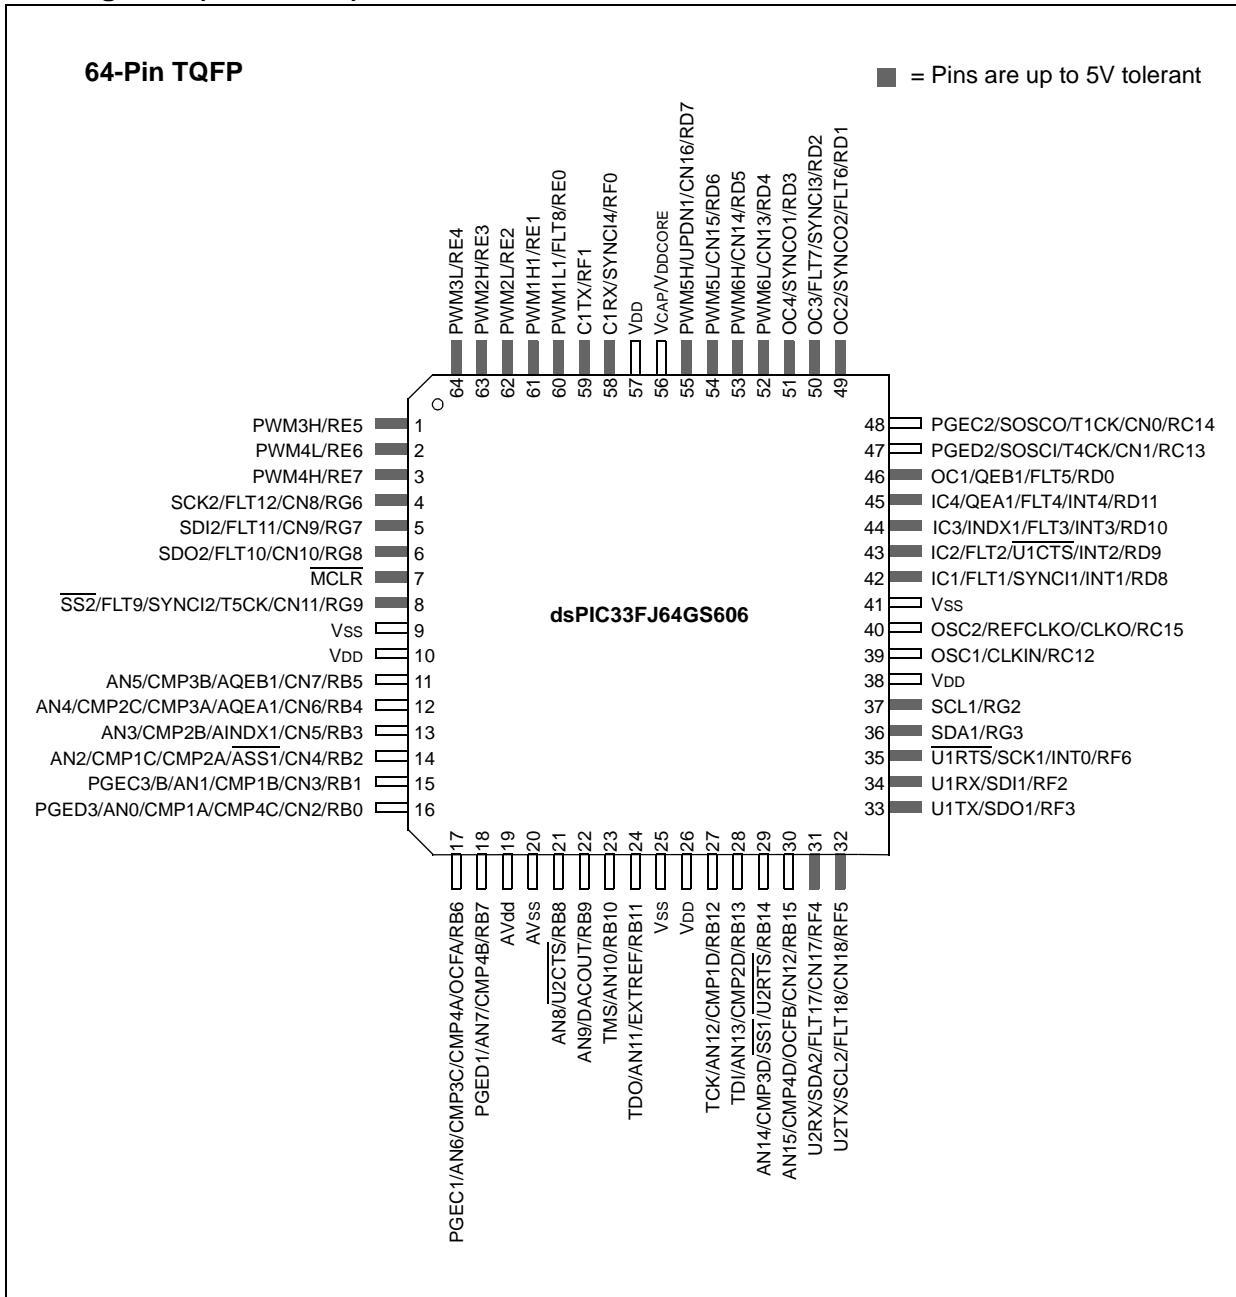 64-Pin TQFP
= Pins are up to 5V tolerant
PWM3L/RE4
PWM2H/RE3
PWM2L/RE2
PWM1H1/RE1
PWM1L1/FLT8/RE0
C1TX/RF1
C1RX/SYNCI4/RF0
VDD
VCAP/VDDCORE
PWM5H/UPDN1/CN16/RD7
PWM5L/CN15/RD6
PWM6H/CN14/RD5
PWM6L/CN13/RD4
OC4/SYNCO1/RD3
OC3/FLT7/SYNCI3/RD2
OC2/SYNCO2/FLT6/RD1
64 63 62 61 60 59 58 57 56 55 54 53 52 51 50 49
PWM3H/RE5 1
PWM4L/RE6 2
PWM4H/RE7 3
SCK2/FLT12/CN8/RG6 4
SDI2/FLT11/CN9/RG7 5
SDO2/FLT10/CN10/RG8 6
MCLR 7
SS2/FLT9/SYNCI2/T5CK/CN11/RG9 8
VSS 9
VDD 10
AN5/CMP3B/AQEB1/CN7/RB5 11
AN4/CMP2C/CMP3A/AQEA1/CN6/RB4 12
AN3/CMP2B/AINDX1/CN5/RB3 13
AN2/CMP1C/CMP2A/ASS1/CN4/RB2 14
PGEC3/B/AN1/CMP1B/CN3/RB1 15
PGED3/AN0/CMP1A/CMP4C/CN2/RB0 16
dsPIC33FJ64GS606
48 PGEC2/SOSCO/T1CK/CN0/RC14
47 PGED2/SOSCI/T4CK/CN1/RC13
46 OC1/QEB1/FLT5/RD0
45 IC4/QEA1/FLT4/INT4/RD11
44 IC3/INDX1/FLT3/INT3/RD10
43 IC2/FLT2/U1CTS/INT2/RD9
42 IC1/FLT1/SYNCI1/INT1/RD8
41 VSS
40 OSC2/REFCLKO/CLKO/RC15
39 OSC1/CLKIN/RC12
38 VDD
37 SCL1/RG2
36 SDA1/RG3
35 U1RTS/SCK1/INT0/RF6
34 U1RX/SDI1/RF2
33 U1TX/SDO1/RF3
17 18 19 20 21 22 23 24 25 26 27 28 29 30 31 32
PGEC1/AN6/CMP3C/CMP4A/OCFA/RB6
PGED1/AN7/CMP4B/RB7
AVdd
AVSS
AN8/U2CTS/RB8
AN9/DACOUT/RB9
TMS/AN10/RB10
TDO/AN11/EXTREF/RB11
VSS
VDD
TCK/AN12/CMP1D/RB12
TDI/AN13/CMP2D/RB13
AN14/CMP3D/SS1/U2RTS/RB14
AN15/CMP4D/OCFB/CN12/RB15
U2RX/SDA2/FLT17/CN17/RF4
U2TX/SCL2/FLT18/CN18/RF5